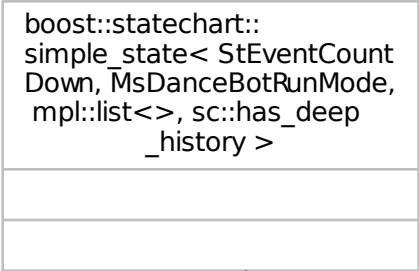 boost::statechart::
simple_state< StEventCount
Down, MsDanceBotRunMode,
mpl::list<>, sc::has_deep
_history >